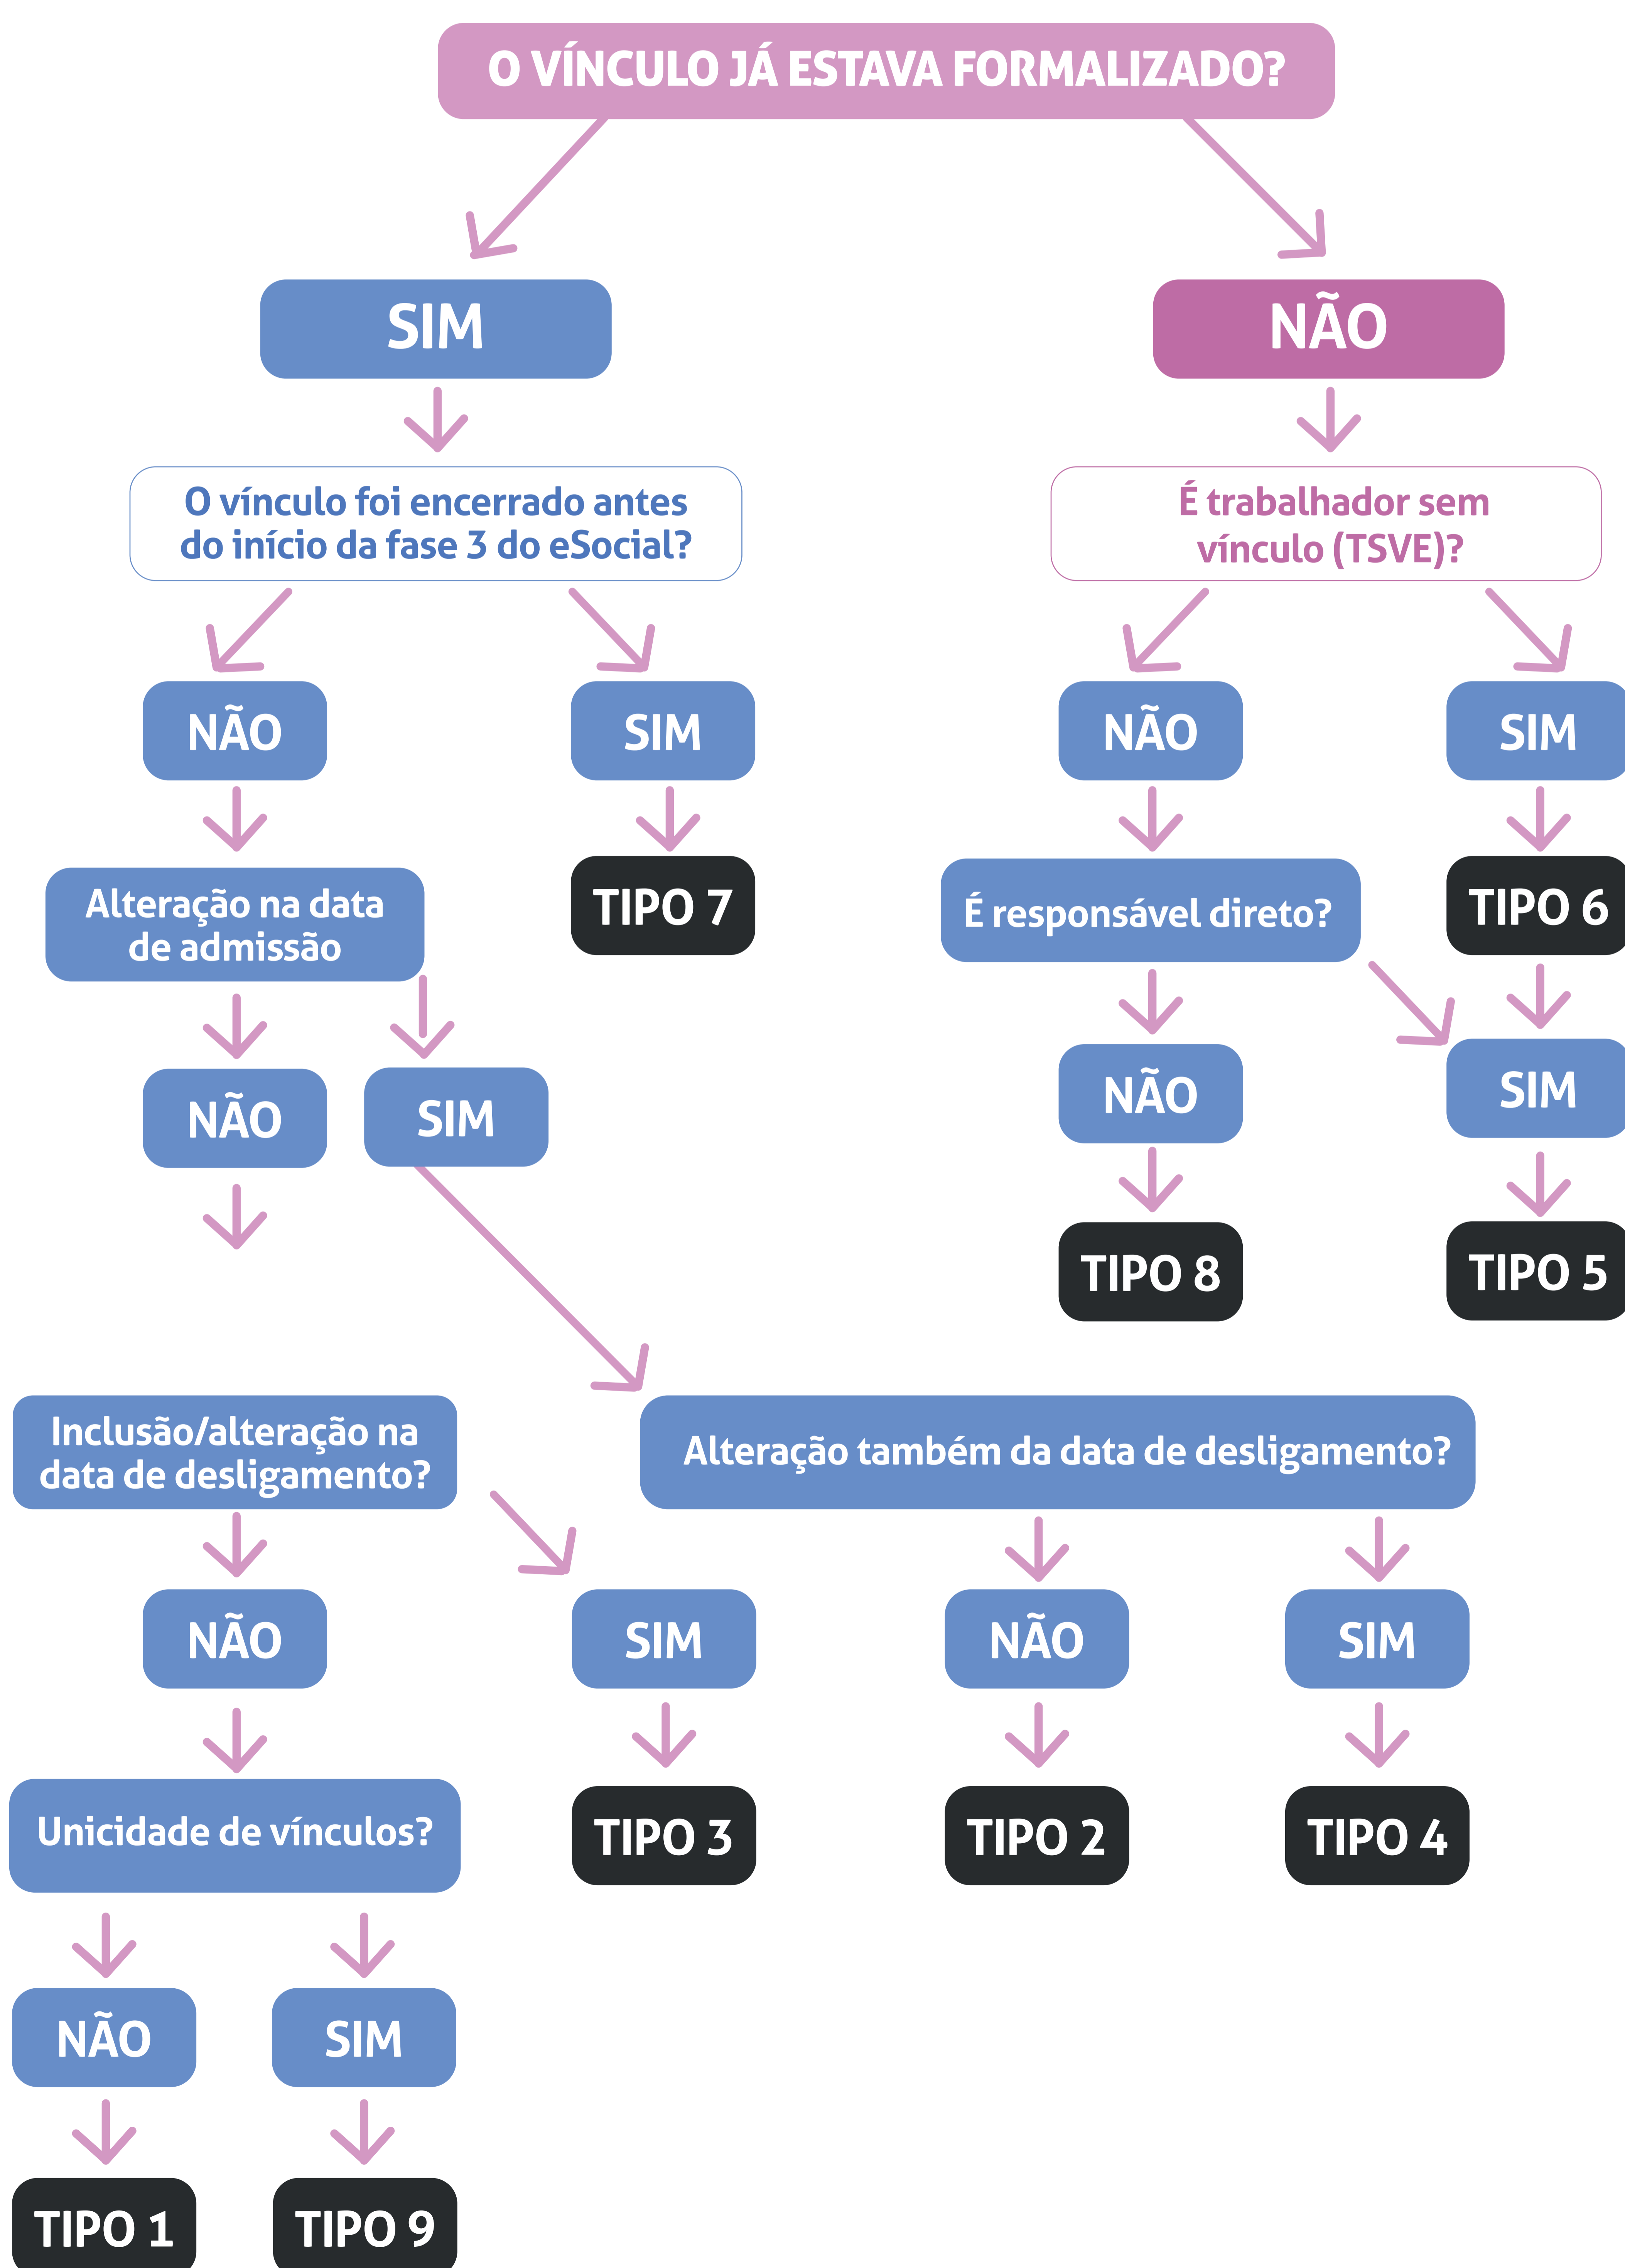 O VÍNCULO JÁ ESTAVA FORMALIZADO?
SIM
NÃO
O vínculo foi encerrado antes
do início da fase 3 do eSocial?
É trabalhador sem
vínculo (TSVE)?
NÃO
SIM
NÃO
SIM
Alteração na data
de admissão
TIPO 7
É responsável direto?
TIPO 6
NÃO
SIM
NÃO
SIM
TIPO 8
TIPO 5
Inclusão/alteração na
data de desligamento?
Alteração também da data de desligamento?
NÃO
SIM
NÃO
SIM
Unicidade de vínculos?
TIPO 3
TIPO 2
TIPO 4
NÃO
SIM
TIPO 1
TIPO 9